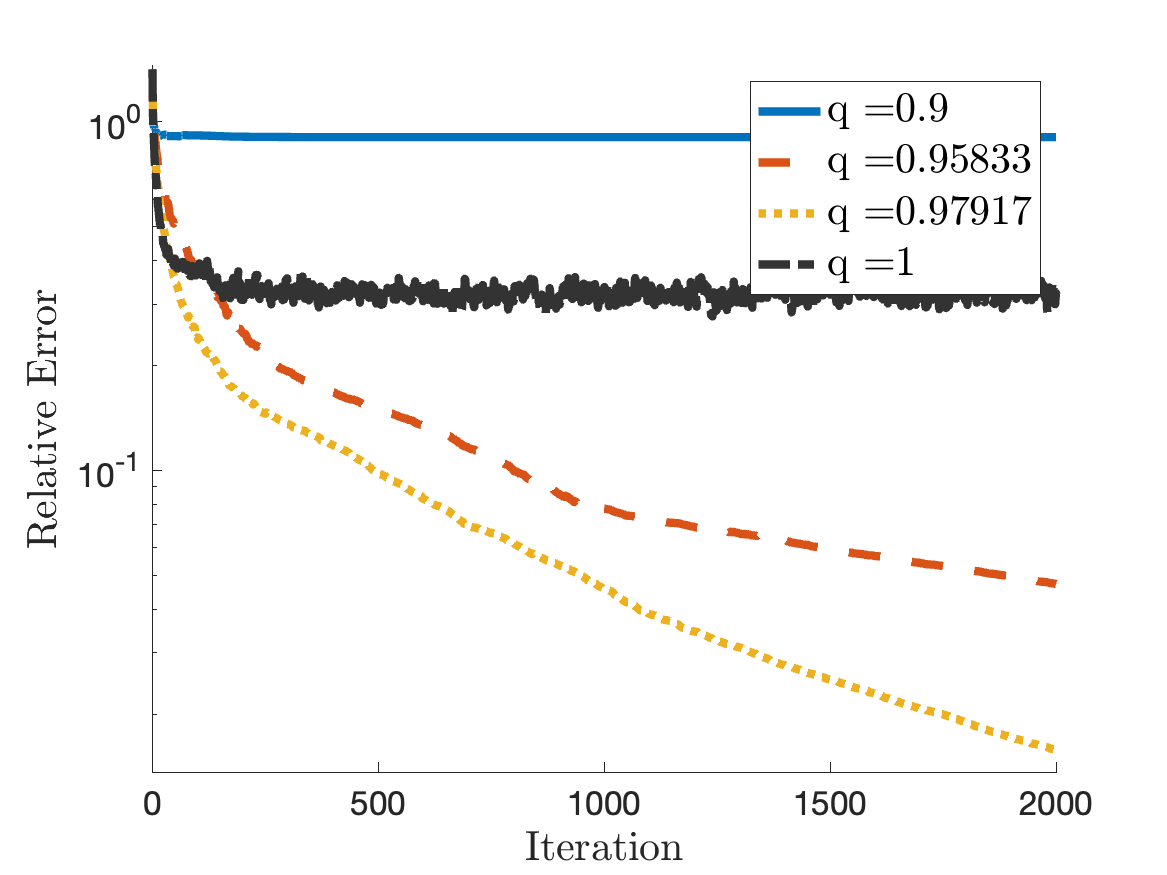 10^0
10^-1
Relative Error
q =0.9
q =0.95833
q =0.97917
q =1
0 500 1000 1500 2000
Iteration